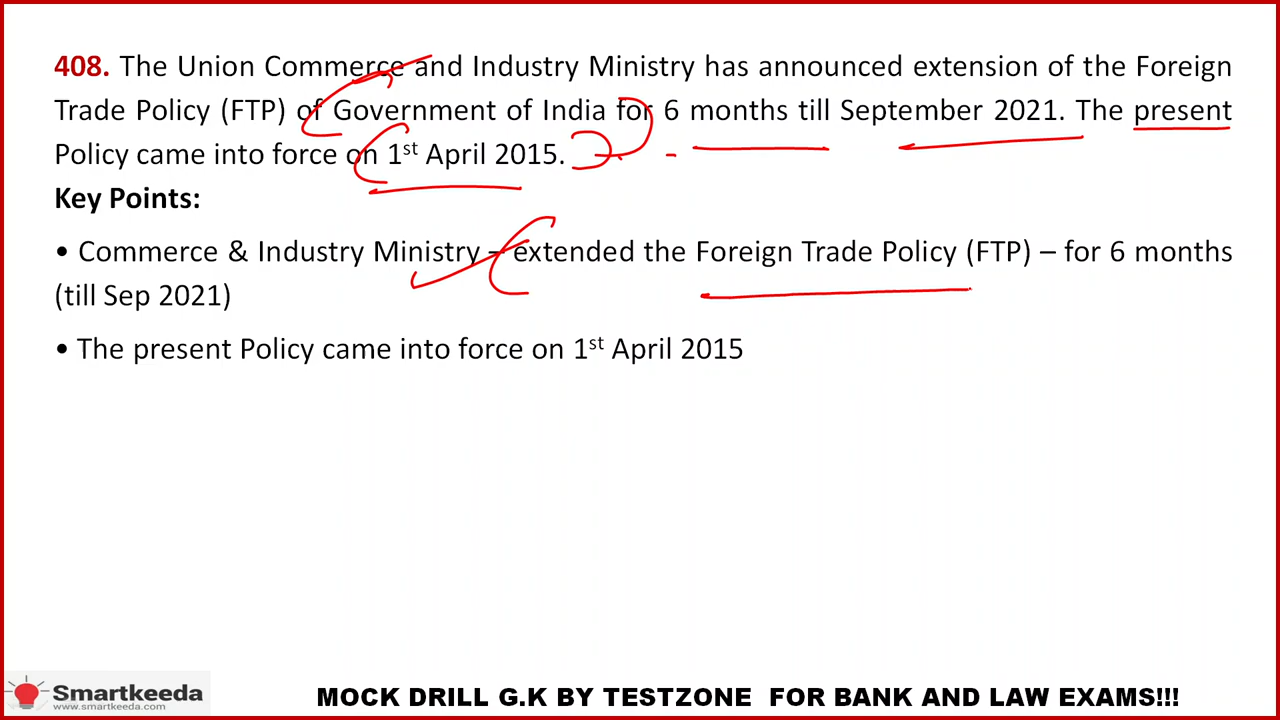 408. The Union Commerce and Industry Ministry has announced extension of the Foreign
Trade Policy (FTP) of Government of India for 6 months till September 2021. The present
Policy came into force on 1st April 2015.
Key Points:
• Commerce & Industry Ministry – extended the Foreign Trade Policy (FTP) – for 6 months
(till Sep 2021)
• The present Policy came into force on 1st April 2015
Smartkeeda
www.smartkeeda.com
MOCK DRILL G.K BY TESTZONE FOR BANK AND LAW EXAMS!!!